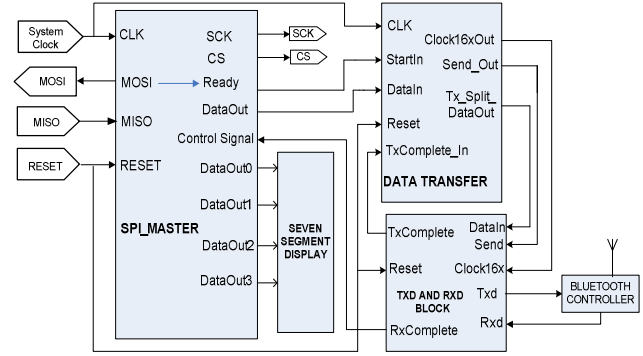 System
Clock
MOSI
MISO
RESET
CLK
MOSI
MISO
RESET
SPI_MASTER
SCK
CS
Ready
DataOut
Control Signal
DataOut0
DataOut1
DataOut2
DataOut3
SCK
CS
SEVEN
SEGMENT
DISPLAY
CLK
StartIn
DataIn
Reset
TxComplete_In
Clock16xOut
Send_Out
Tx_Split_
DataOut
DATA TRANSFER
TxComplete
Reset
RxComplete
DataIn
Send
Clock16x
Txd
Rxd
TXD AND RXD
BLOCK
BLUETOOTH
CONTROLLER